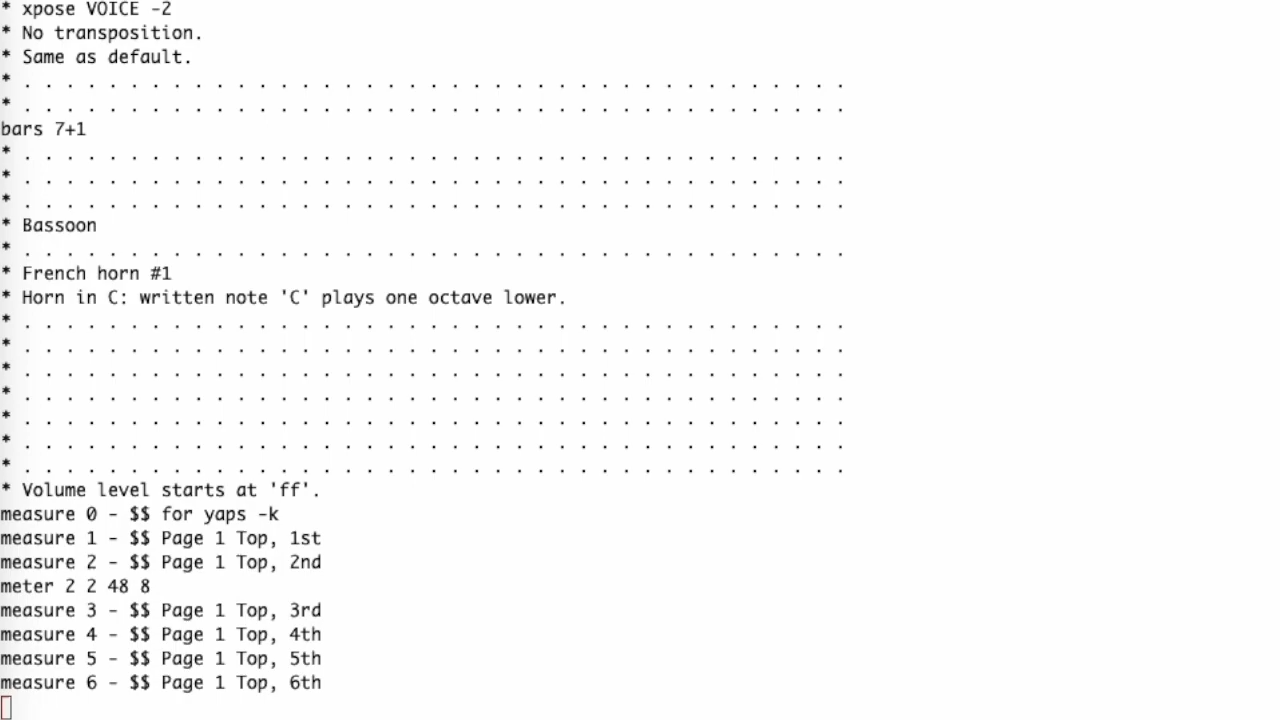 * xpose VOICE -2
* No transposition.
* Same as default.
* . . . . . . . . . . . . . . . . . . . . . . . . . . . . . . . . . . . . . . .
* . . . . . . . . . . . . . . . . . . . . . . . . . . . . . . . . . . . . . . .
bars 7+1
* . . . . . . . . . . . . . . . . . . . . . . . . . . . . . . . . . . . . . . .
* . . . . . . . . . . . . . . . . . . . . . . . . . . . . . . . . . . . . . . .
* . . . . . . . . . . . . . . . . . . . . . . . . . . . . . . . . . . . . . . .
* Bassoon
* . . . . . . . . . . . . . . . . . . . . . . . . . . . . . . . . . . . . . . .
* French horn #1
* Horn in C: written note 'C' plays one octave lower.
* . . . . . . . . . . . . . . . . . . . . . . . . . . . . . . . . . . . . . . .
* . . . . . . . . . . . . . . . . . . . . . . . . . . . . . . . . . . . . . . .
* . . . . . . . . . . . . . . . . . . . . . . . . . . . . . . . . . . . . . . .
* . . . . . . . . . . . . . . . . . . . . . . . . . . . . . . . . . . . . . . .
* . . . . . . . . . . . . . . . . . . . . . . . . . . . . . . . . . . . . . . .
* . . . . . . . . . . . . . . . . . . . . . . . . . . . . . . . . . . . . . . .
* . . . . . . . . . . . . . . . . . . . . . . . . . . . . . . . . . . . . . . .
* Volume level starts at 'ff'.
measure 0 - $$ for yaps -k
measure 1 - $$ Page 1 Top, 1st
measure 2 - $$ Page 1 Top, 2nd
meter 2 2 48 8
measure 3 - $$ Page 1 Top, 3rd
measure 4 - $$ Page 1 Top, 4th
measure 5 - $$ Page 1 Top, 5th
measure 6 - $$ Page 1 Top, 6th